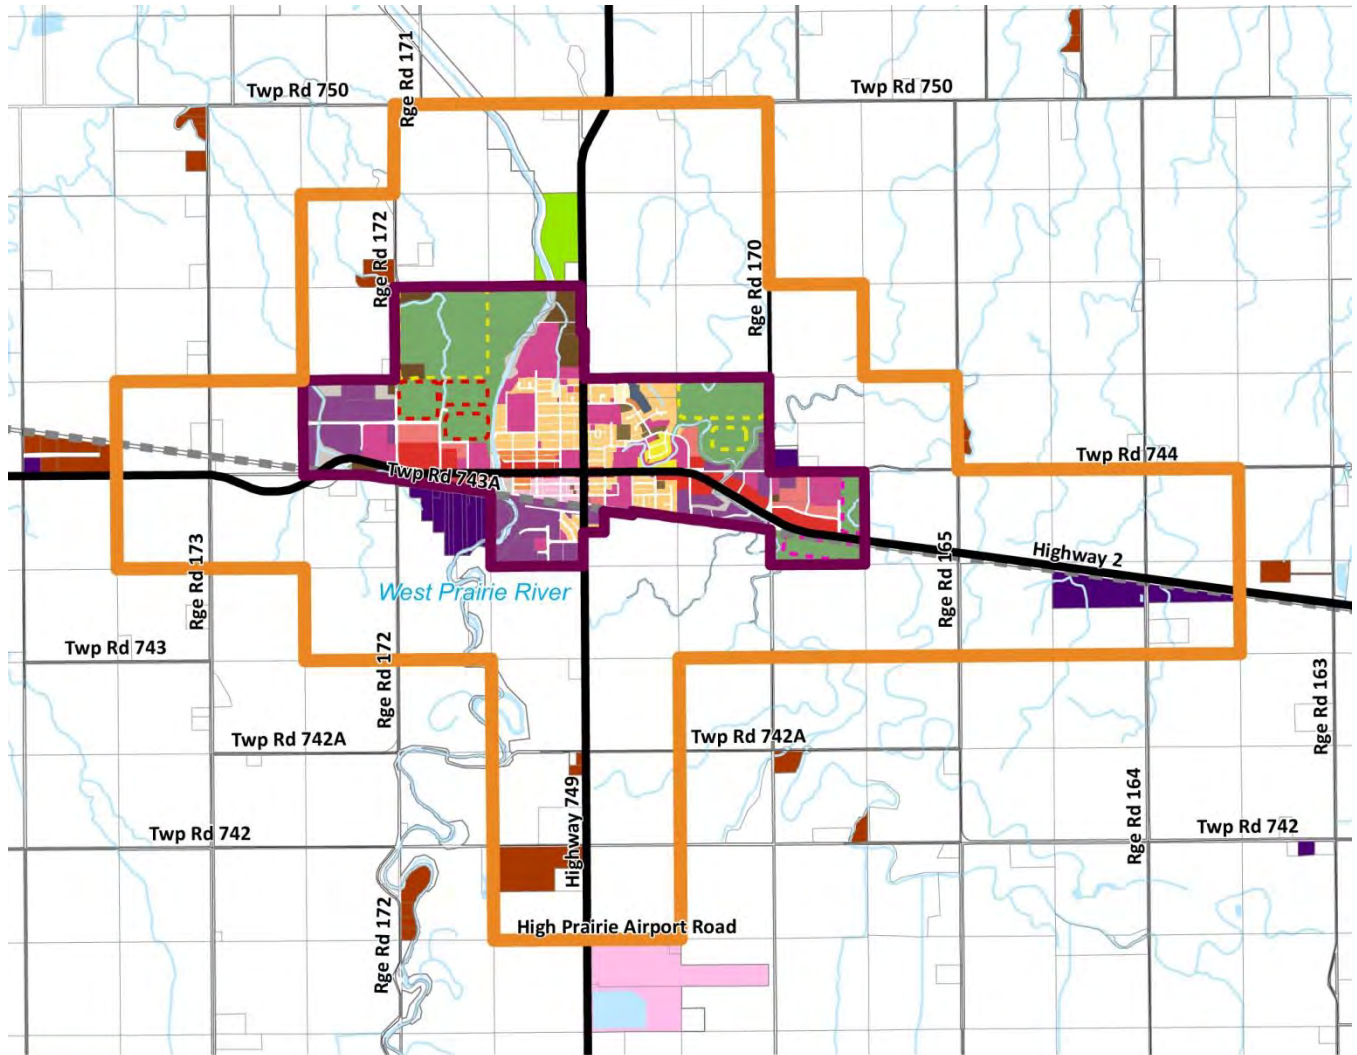 Rge Rd 171
Twp Rd 750
Twp Rd 750
Rge Rd 172
Rge Rd 170
Twp Rd 744
Twp Rd 743A
Rge Rd 173
Rge Rd 165
Highway 2
West Prairie River
Twp Rd 743
Rge Rd 172
Rge Rd 163
Twp Rd 742A
Twp Rd 742A
Highway 749
Rge Rd 164
Twp Rd 742
Twp Rd 742
High Prairie Airport Road
Rge Rd 172